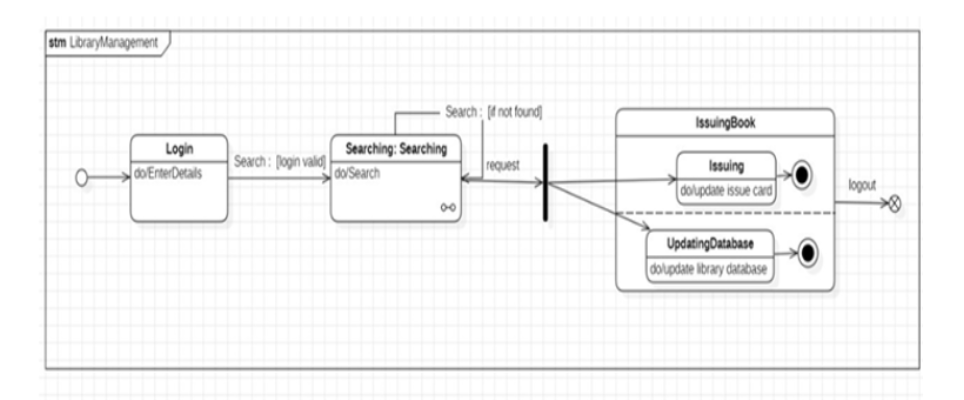 stm LibraryManagement
Search : [if not found]
IssuingBook
Login
do/EnterDetails
Search : [login valid]
Searching: Searching
do/Search
request
Issuing
do/update issue card
logout
UpdatingDatabase
do/update library database